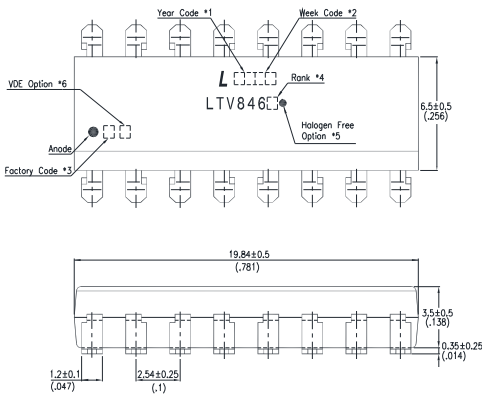 Year Code *1
Week Code *2
VDE Option *6
L
Rank *4
LTV846
6.5±0.5
(.256)
Halogen Free
Option *5
Anode
Factory Code *3
19.84±0.5
(.781)
3.5±0.5
(.138)
0.35±0.25
(.014)
1.2±0.1
(.047)
2.54±0.25
(.1)